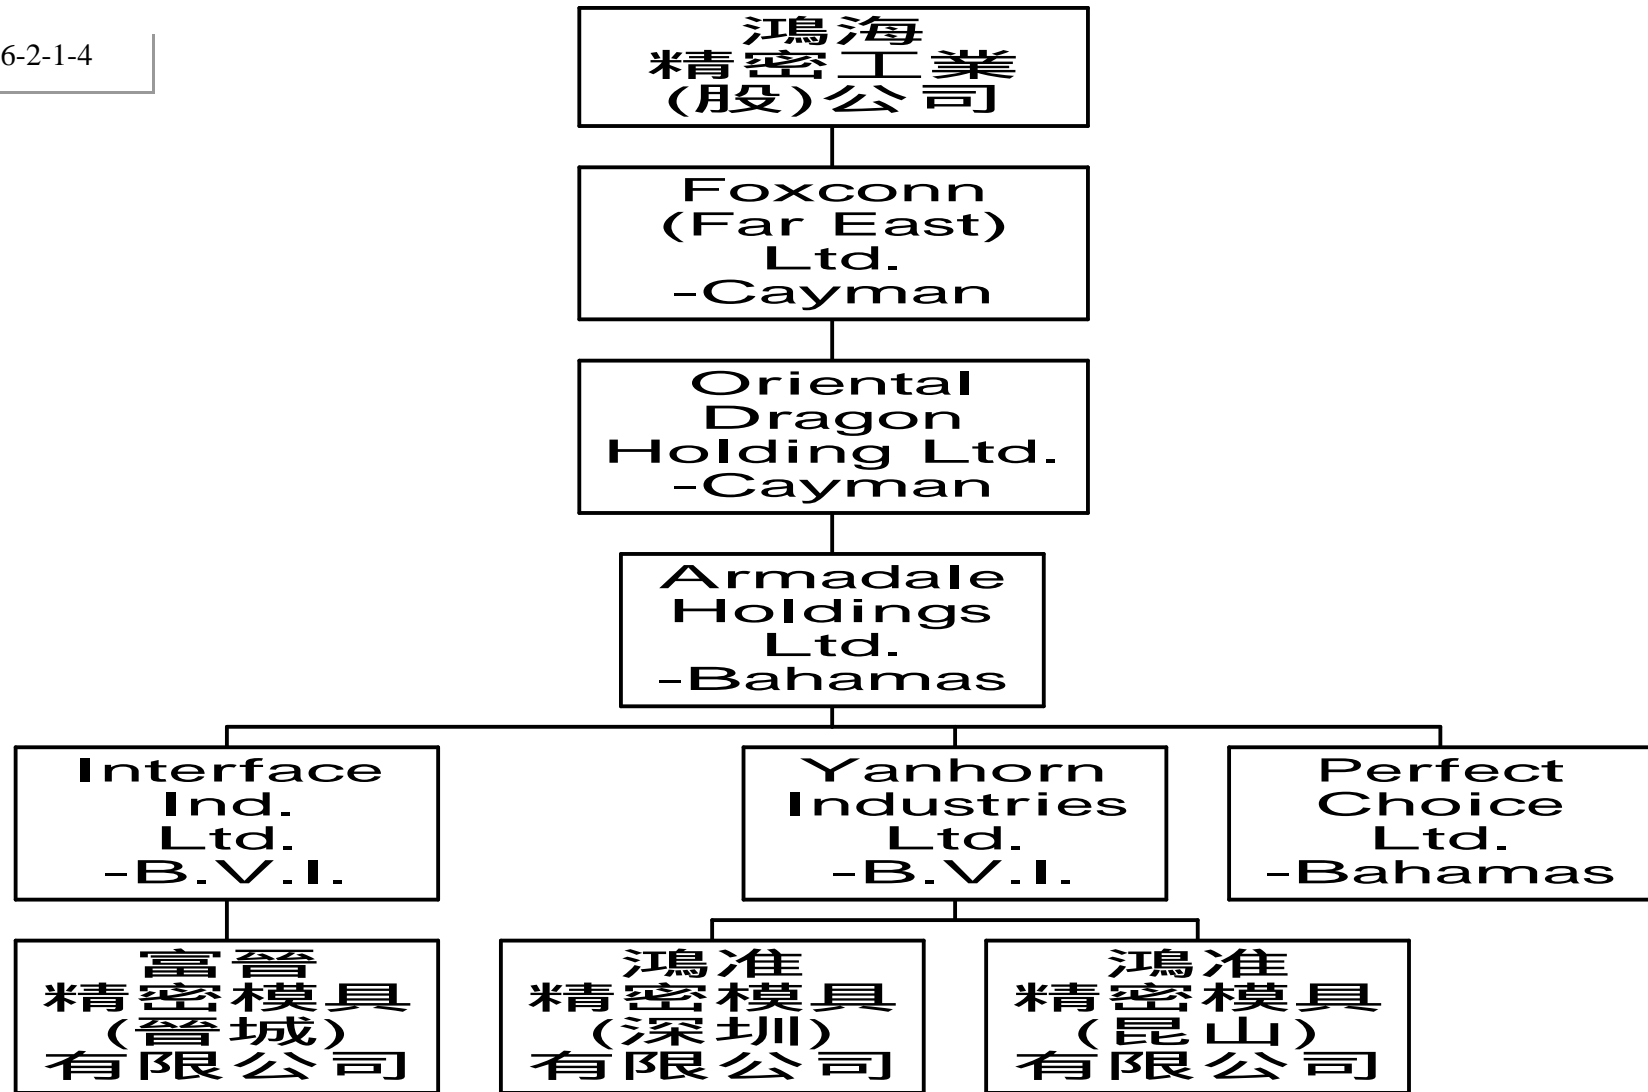 6-2-1-4
鴻海
精密工業
(股)公司
Foxconn
(Far East)
Ltd.
-Cayman
Oriental
Dragon
Holding Ltd.
-Cayman
Armadale
Holdings
Ltd.
-Bahamas
Interface
Ind.
Ltd.
-B.V.I.
Yanhorn
Industries
Ltd.
-B.V.I.
Perfect
Choice
Ltd.
-Bahamas
富晉
精密模具
(晉城)
有限公司
鴻准
精密模具
(深圳)
有限公司
鴻准
精密模具
(昆山)
有限公司